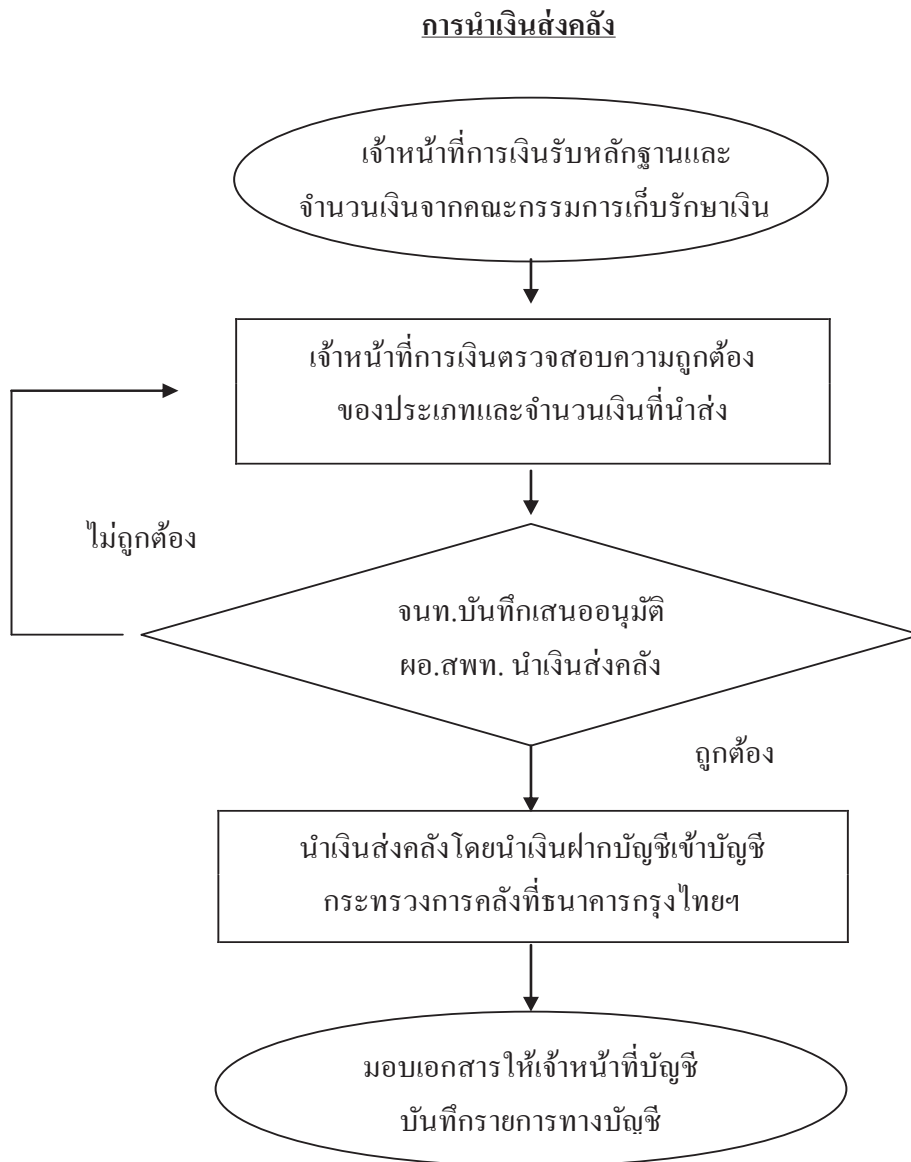 การนำเงินส่งคลัง
เจ้าหน้าที่การเงินรับหลักฐานและ
จำนวนเงินจากคณะกรรมการเก็บรักษาเงิน
เจ้าหน้าที่การเงินตรวจสอบความถูกต้อง
ของประเภทและจำนวนเงินที่นำส่ง
ไม่ถูกต้อง
จนท.บันทึกเสนออนุมัติ
ผอ.สพท. นำเงินส่งคลัง
ถูกต้อง
นำเงินส่งคลังโดยนำเงินฝากบัญชีเข้าบัญชี
กระทรวงการคลังที่ธนาคารกรุงไทยฯ
มอบเอกสารให้เจ้าหน้าที่บัญชี
บันทึกรายการทางบัญชี